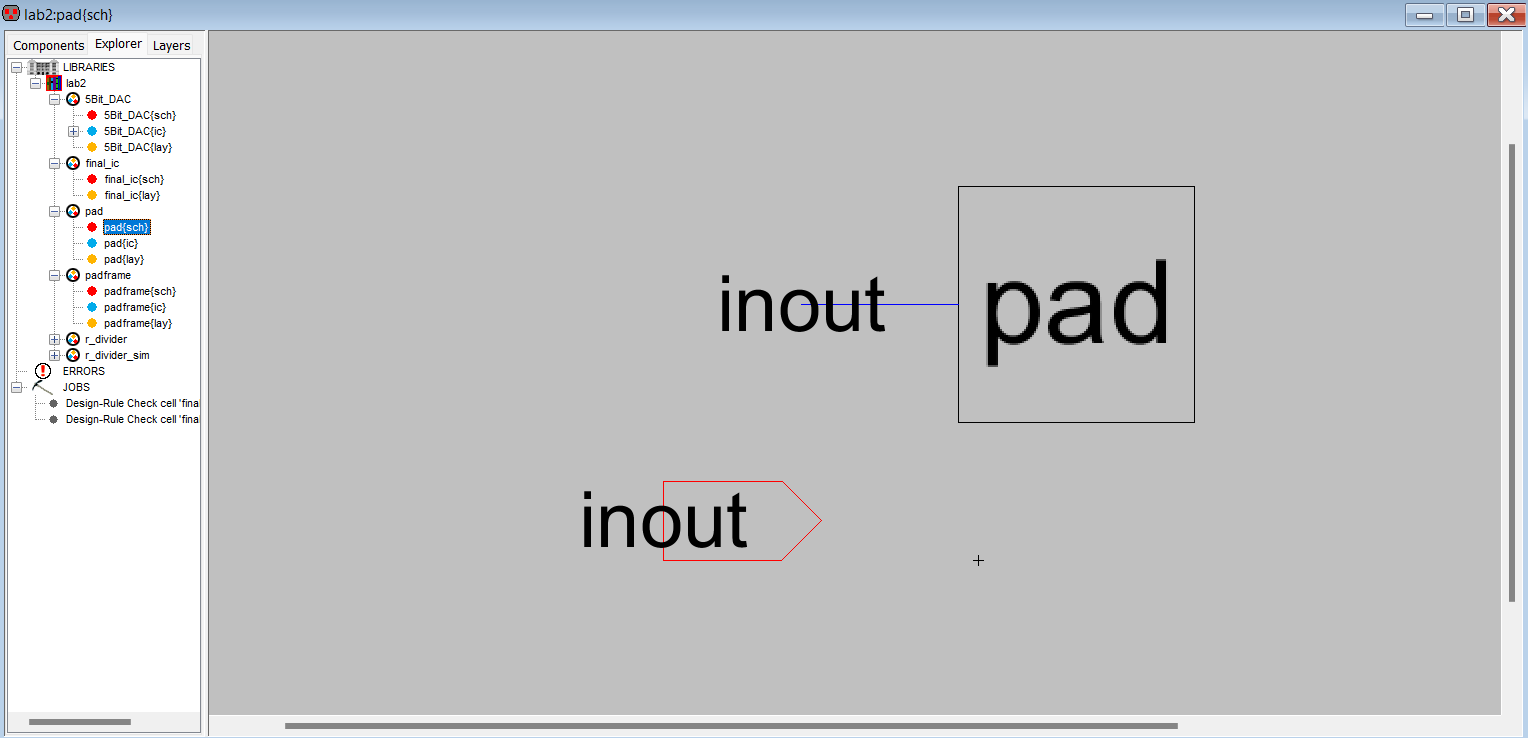 lab2:pad{sch}
Components Explorer Layers
LIBRARIES
lab2
5Bit_DAC
5Bit_DAC{sch}
5Bit_DAC{ic}
5Bit_DAC{lay}
final_ic
final_ic{sch}
final_ic{lay}
pad
pad{sch}
pad{ic}
pad{lay}
padframe
padframe{sch}
padframe{ic}
padframe{lay}
r_divider
r_divider_sim
ERRORS
JOBS
Design-Rule Check cell 'fina
Design-Rule Check cell 'fina
inout pad
inout